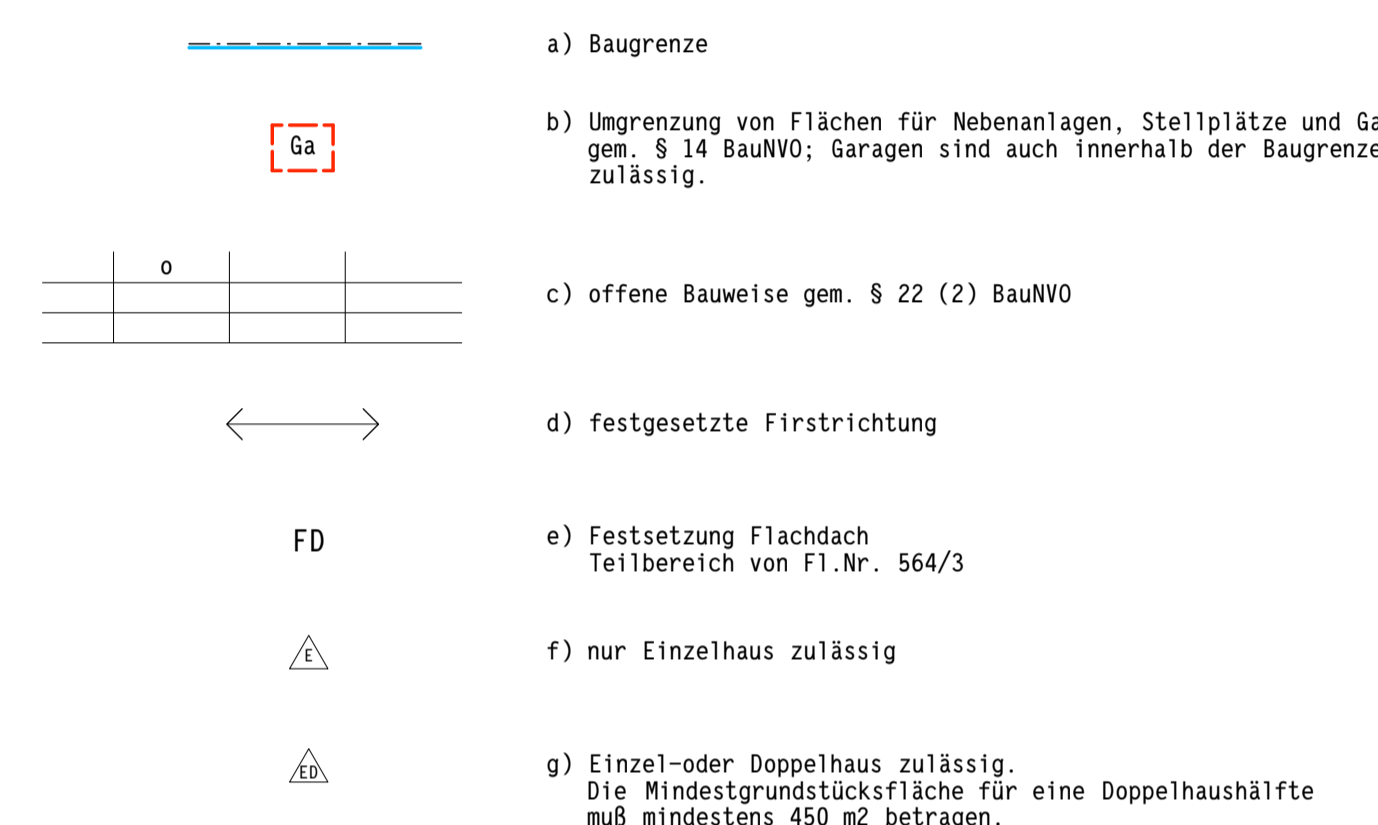 a) Baugrenze
b) Umgrenzung von Flächen für Nebenanlagen, Stellplätze und Ga
Ga
gem. § 14 BauNVO; Garagen sind auch innerhalb der Baugrenze
zulässig.
o
c) offene Bauweise gem. § 22 (2) BauNVO
d) festgesetzte Firstrichtung
FD
e) Festsetzung Flachdach
Teilbereich von Fl.Nr. 564/3
E
f) nur Einzelhaus zulässig
ED
g) Einzel-oder Doppelhaus zulässig.
Die Mindestgrundstücksfläche für eine Doppelhaushälfte
muß mindestens 450 m2 betragen.